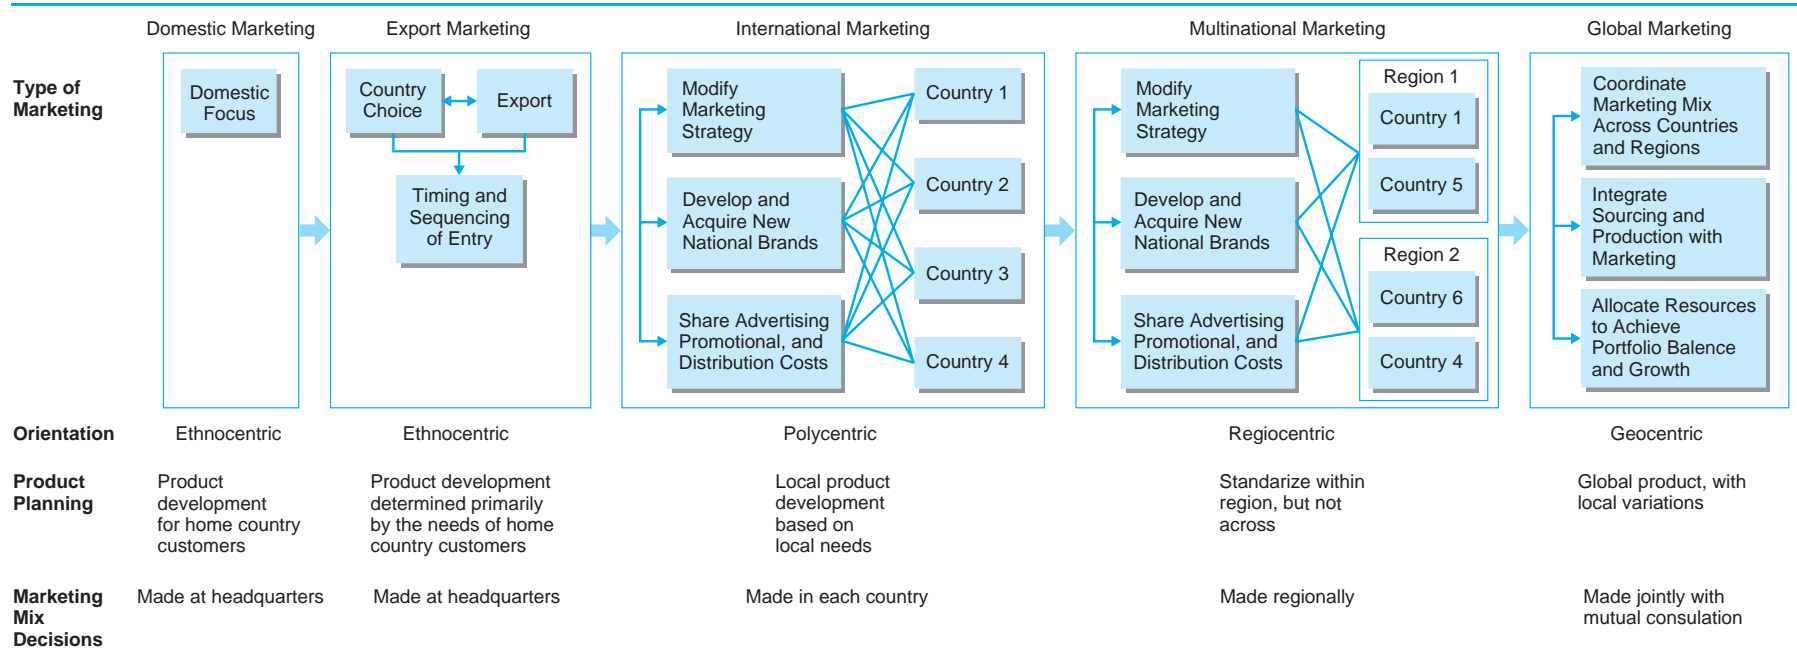 Domestic Marketing
Export Marketing
International Marketing
Multinational Marketing
Global Marketing
Type of
Marketing
Domestic
Focus
Country
Choice
Export
Timing and
Sequencing
of Entry
Modify
Marketing
Strategy
Develop and
Acquire New
National Brands
Share Advertising
Promotional, and
Distribution Costs
Country 1
Country 2
Country 3
Country 4
Modify
Marketing
Strategy
Develop and
Acquire New
National Brands
Share Advertising
Promotional, and
Distribution Costs
Region 1
Country 1
Country 5
Region 2
Country 6
Country 4
Coordinate
Marketing Mix
Across Countries
and Regions
Integrate
Sourcing and
Production with
Marketing
Allocate Resources
to Achieve
Portfolio Balence
and Growth
Orientation
Ethnocentric
Ethnocentric
Polycentric
Regiocentric
Geocentric
Product
Planning
Product
development
for home country
customers
Product development
determined primarily
by the needs of home
country customers
Local product
development
based on
local needs
Standarize within
region, but not
across
Global product, with
local variations
Marketing
Mix
Decisions
Made at headquarters
Made at headquarters
Made in each country
Made regionally
Made jointly with
mutual consulation